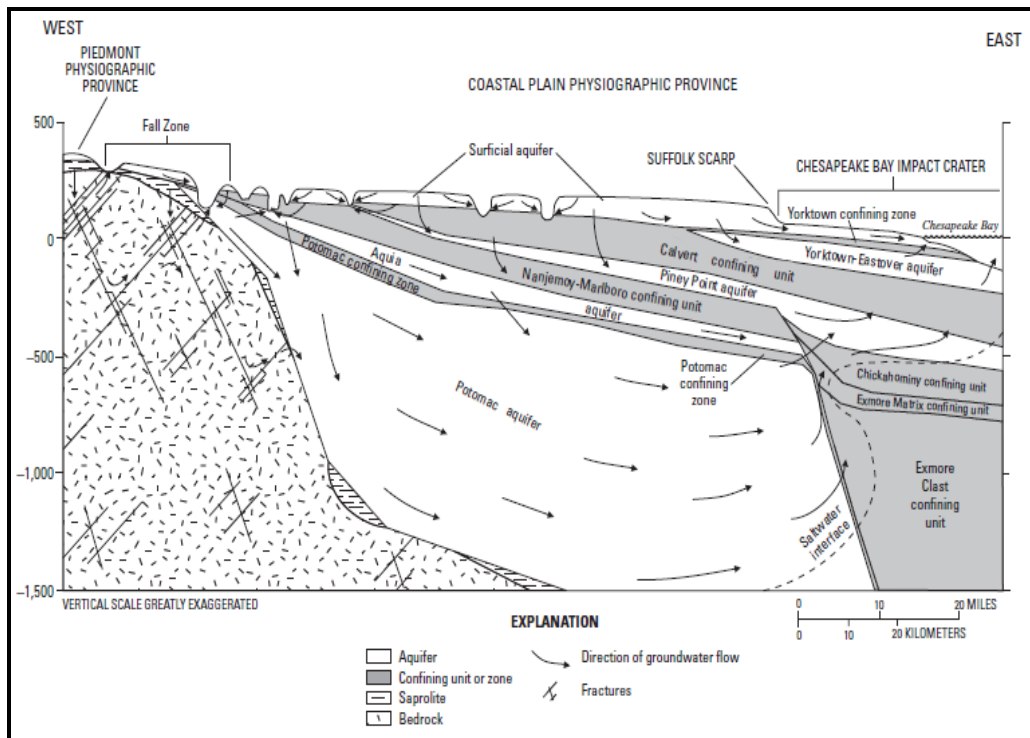 WEST
EAST
PIEDMONT
PHYSIOGRAPHIC
PROVINCE
COASTAL PLAIN PHYSIOGRAPHIC PROVINCE
500
Fall Zone
Surficial aquifer
SUFFOLK SCARP
CHESAPEAKE BAY IMPACT CRATER
Yorktown confining zone
Chesapeake Bay
0
Calvert confining unit
Yorktown-Eastover aquifer
Aquia
Potomac confining zone
Piney Point aquifer
Nanjemoy-Marlboro confining unit
aquifer
−500
Potomac
confining
zone
Chickahominy confining unit
Exmore Matrix confining unit
Potomac aquifer
Exmore
Clast
confining
unit
−1,000
Saltwater
interface
−1,500
VERTICAL SCALE GREATLY EXAGGERATED
0 10 20 MILES
0 10 20 KILOMETERS
EXPLANATION
Aquifer
Confining unit or zone
Saprolite
Bedrock
Direction of groundwater flow
Fractures